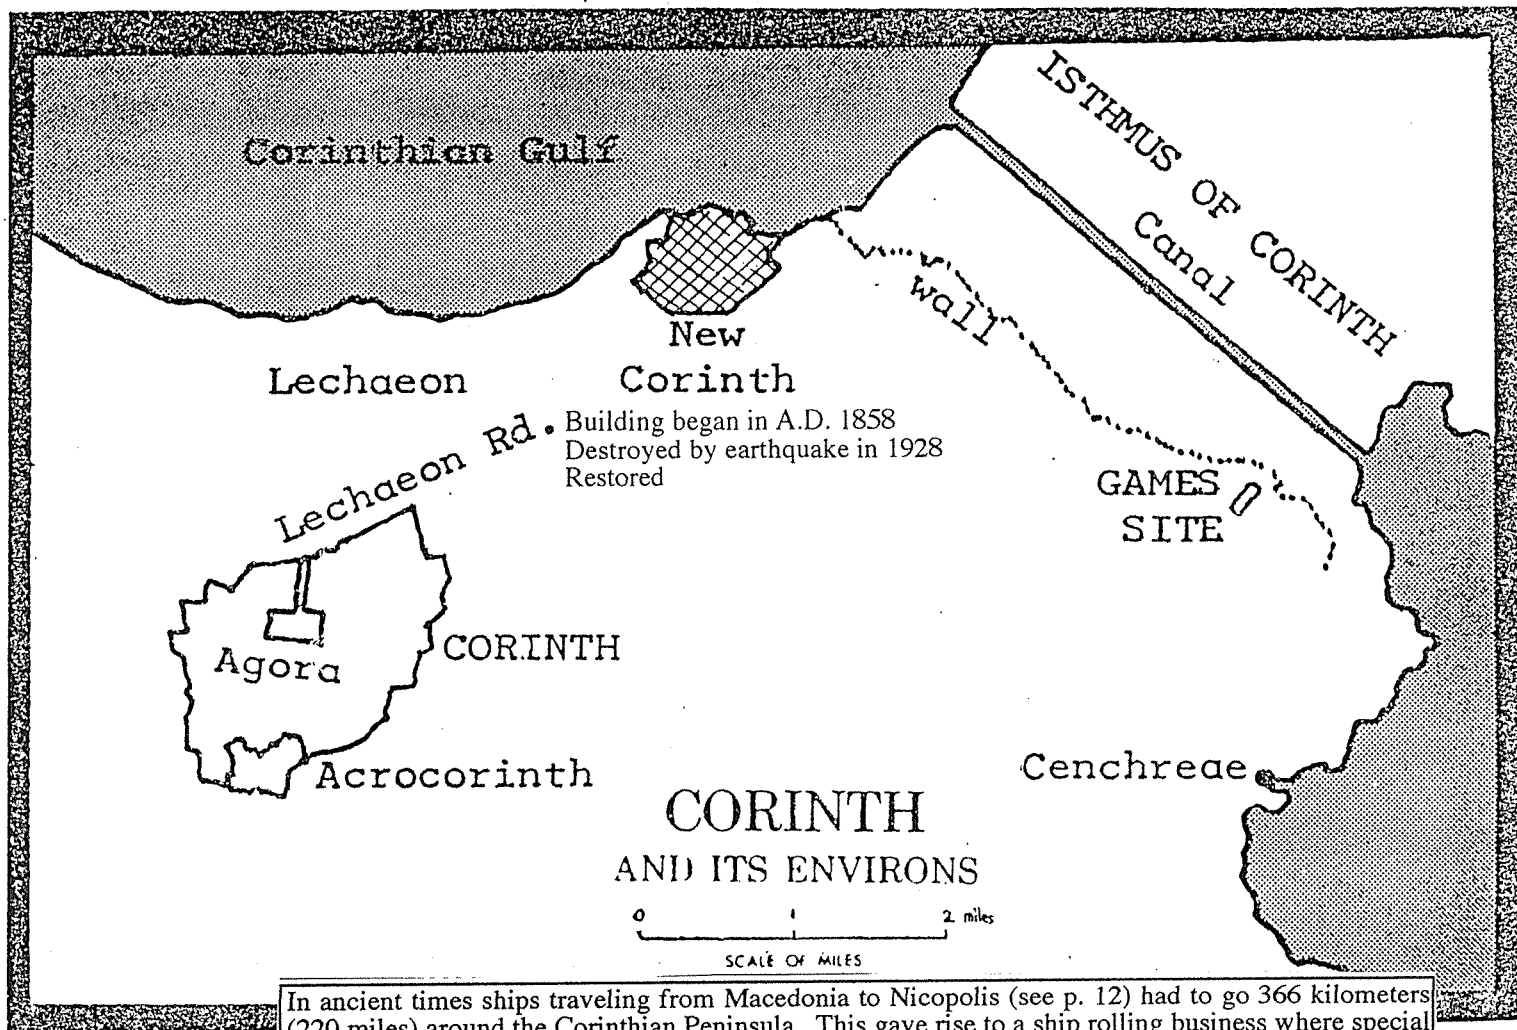 ISTHMUS OF CORINTH
Corinthian Gulf
Canal
wall
New
Corinth
Lechaeon
Building began in A.D. 1858
Destroyed by earthquake in 1928
Restored
Lechaeon Rd.
GAMES
SITE
CORINTH
Agora
Acrocorinth
Cenchreae
CORINTH
AND ITS ENVIRONS
0 1 2 miles
SCALE OF MILES
In ancient times ships traveling from Macedonia to Nicopolis (see p. 12) had to go 366 kilometers
(220 miles) around the Corinthian Peninsula. This gave rise to a ship rolling business where special